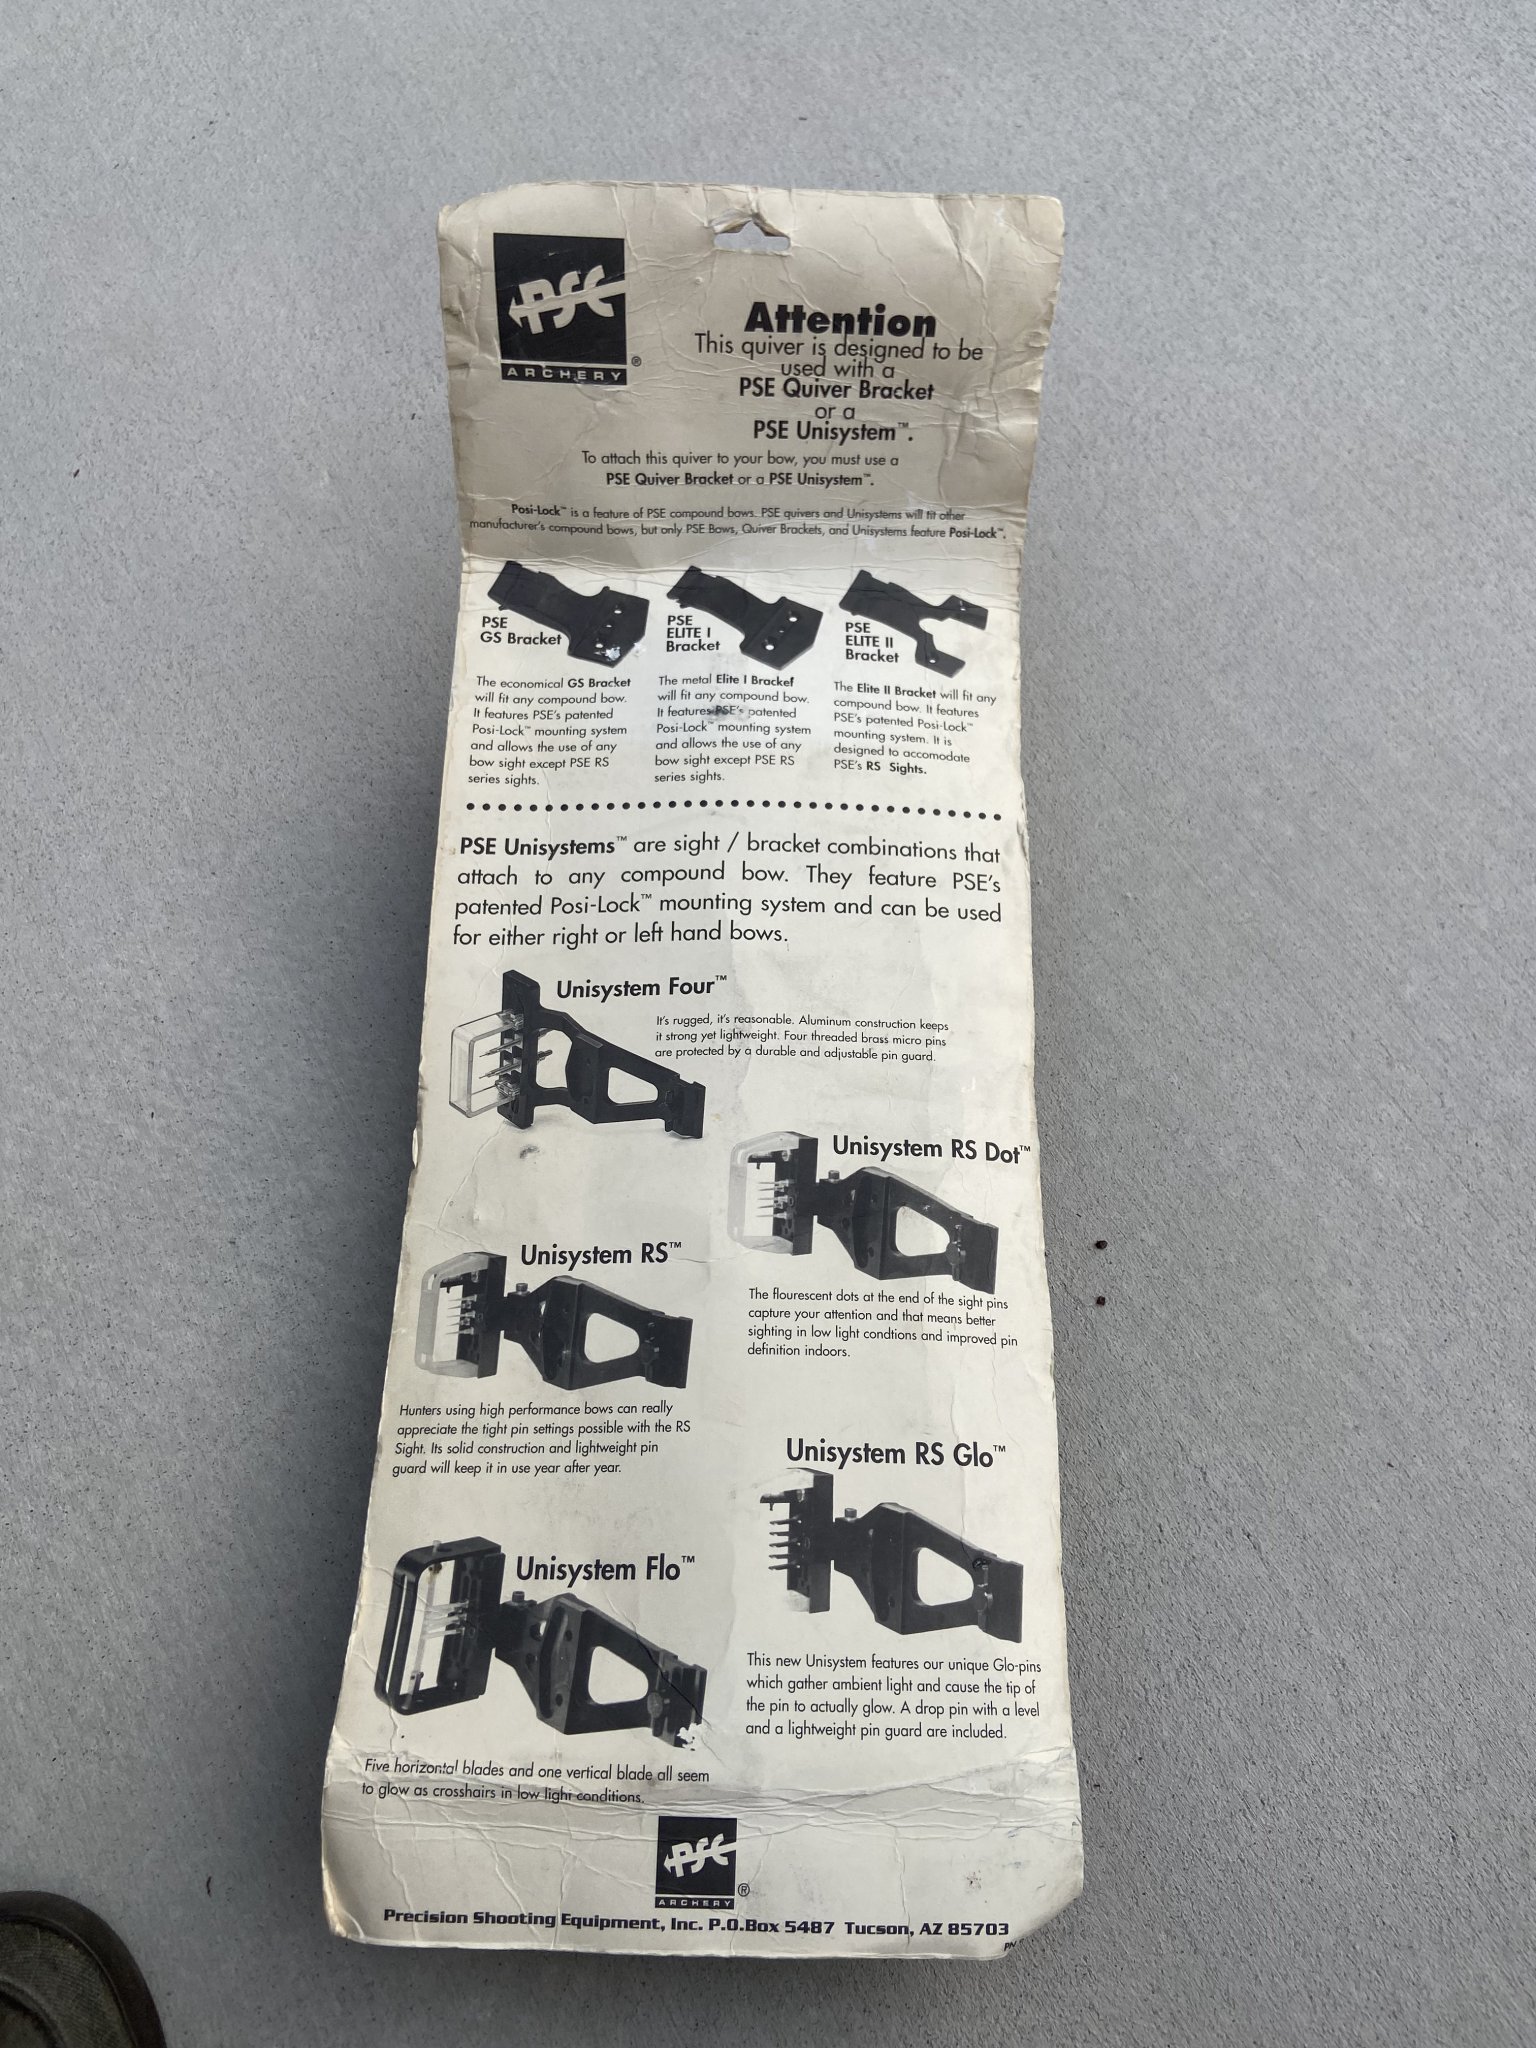 PSE
ARCHERY
®
Attention
This quiver is designed to be
used with a
PSE Quiver Bracket
or a
PSE Unisystem™.
To attach this quiver to your bow, you must use a
PSE Quiver Bracket or a PSE Unisystem™.
Posi-Lock™ is a feature of PSE compound bows. PSE quivers and Unisystems will fit other
manufacturer's compound bows, but only PSE Bows, Quiver Brackets, and Unisystems feature Posi-Lock™.
PSE
GS Bracket
The economical GS Bracket
will fit any compound bow.
It features PSE's patented
Posi-Lock™ mounting system
and allows the use of any
bow sight except PSE RS
series sights.
PSE
ELITE I
Bracket
The metal Elite I Bracket
will fit any compound bow.
It features PSE's patented
Posi-Lock™ mounting system
and allows the use of any
bow sight except PSE RS
series sights.
PSE
ELITE II
Bracket
The Elite II Bracket will fit any
compound bow. It features
PSE's patented Posi-Lock™
mounting system. It is
designed to accomodate
PSE's RS Sights.
PSE Unisystems™ are sight / bracket combinations that
attach to any compound bow. They feature PSE's
patented Posi-Lock™ mounting system and can be used
for either right or left hand bows.
Unisystem Four™
It's rugged, it's reasonable. Aluminum construction keeps
it strong yet lightweight. Four threaded brass micro pins
are protected by a durable and adjustable pin guard.
Unisystem RS Dot™
The flourescent dots at the end of the sight pins
capture your attention and that means better
sighting in low light condtions and improved pin
definition indoors.
Unisystem RS™
Hunters using high performance bows can really
appreciate the tight pin settings possible with the RS
Sight. Its solid construction and lightweight pin
guard will keep it in use year after year.
Unisystem RS Glo™
This new Unisystem features our unique Glo-pins
which gather ambient light and cause the tip of
the pin to actually glow. A drop pin with a level
and a lightweight pin guard are included.
Unisystem Flo™
Five horizontal blades and one vertical blade all seem
to glow as crosshairs in low light conditions.
PSE
ARCHERY
®
Precision Shooting Equipment, Inc. P.O.Box 5487 Tucson, AZ 85703
PN